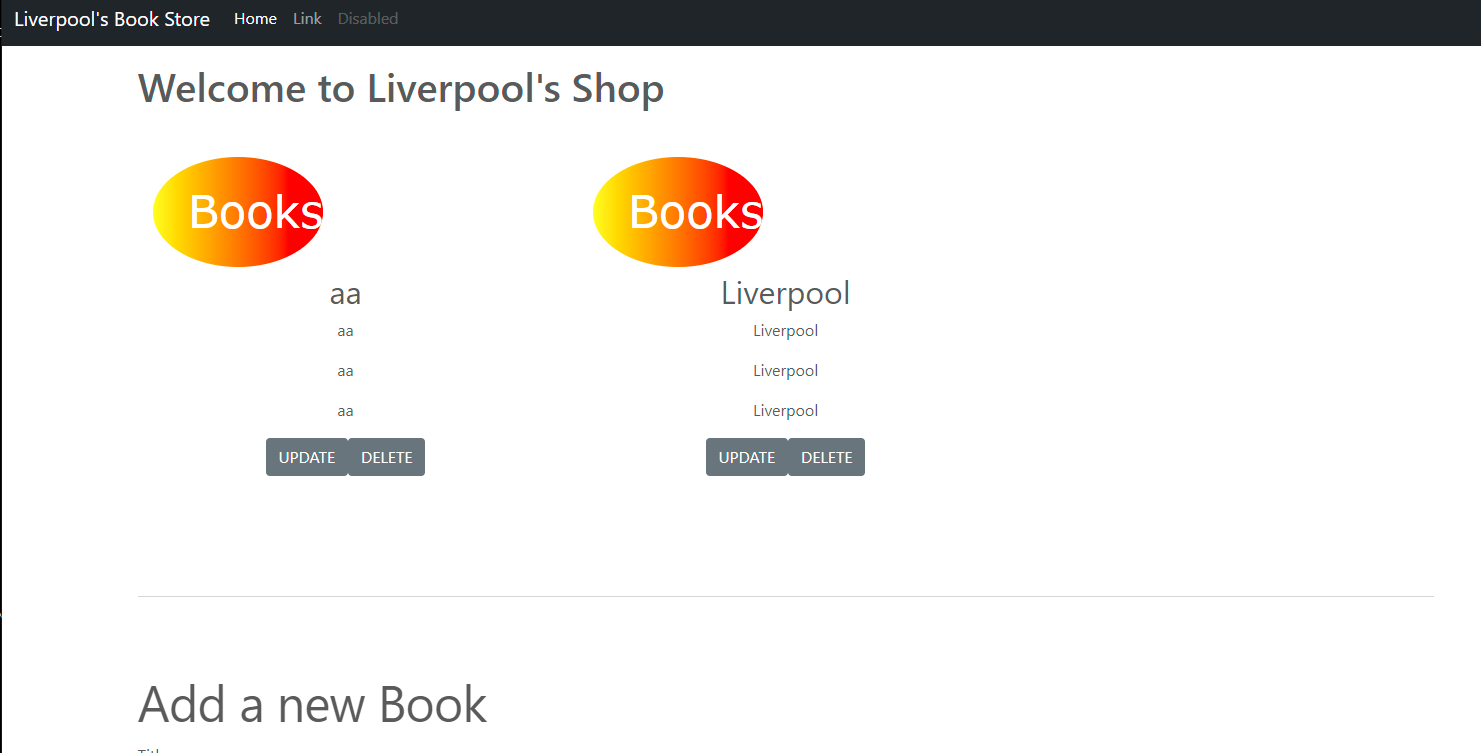 Liverpool's Book Store Home Link Disabled
Welcome to Liverpool's Shop
Books Books
aa Liverpool
aa Liverpool
aa Liverpool
aa Liverpool
UPDATE DELETE UPDATE DELETE
Add a new Book